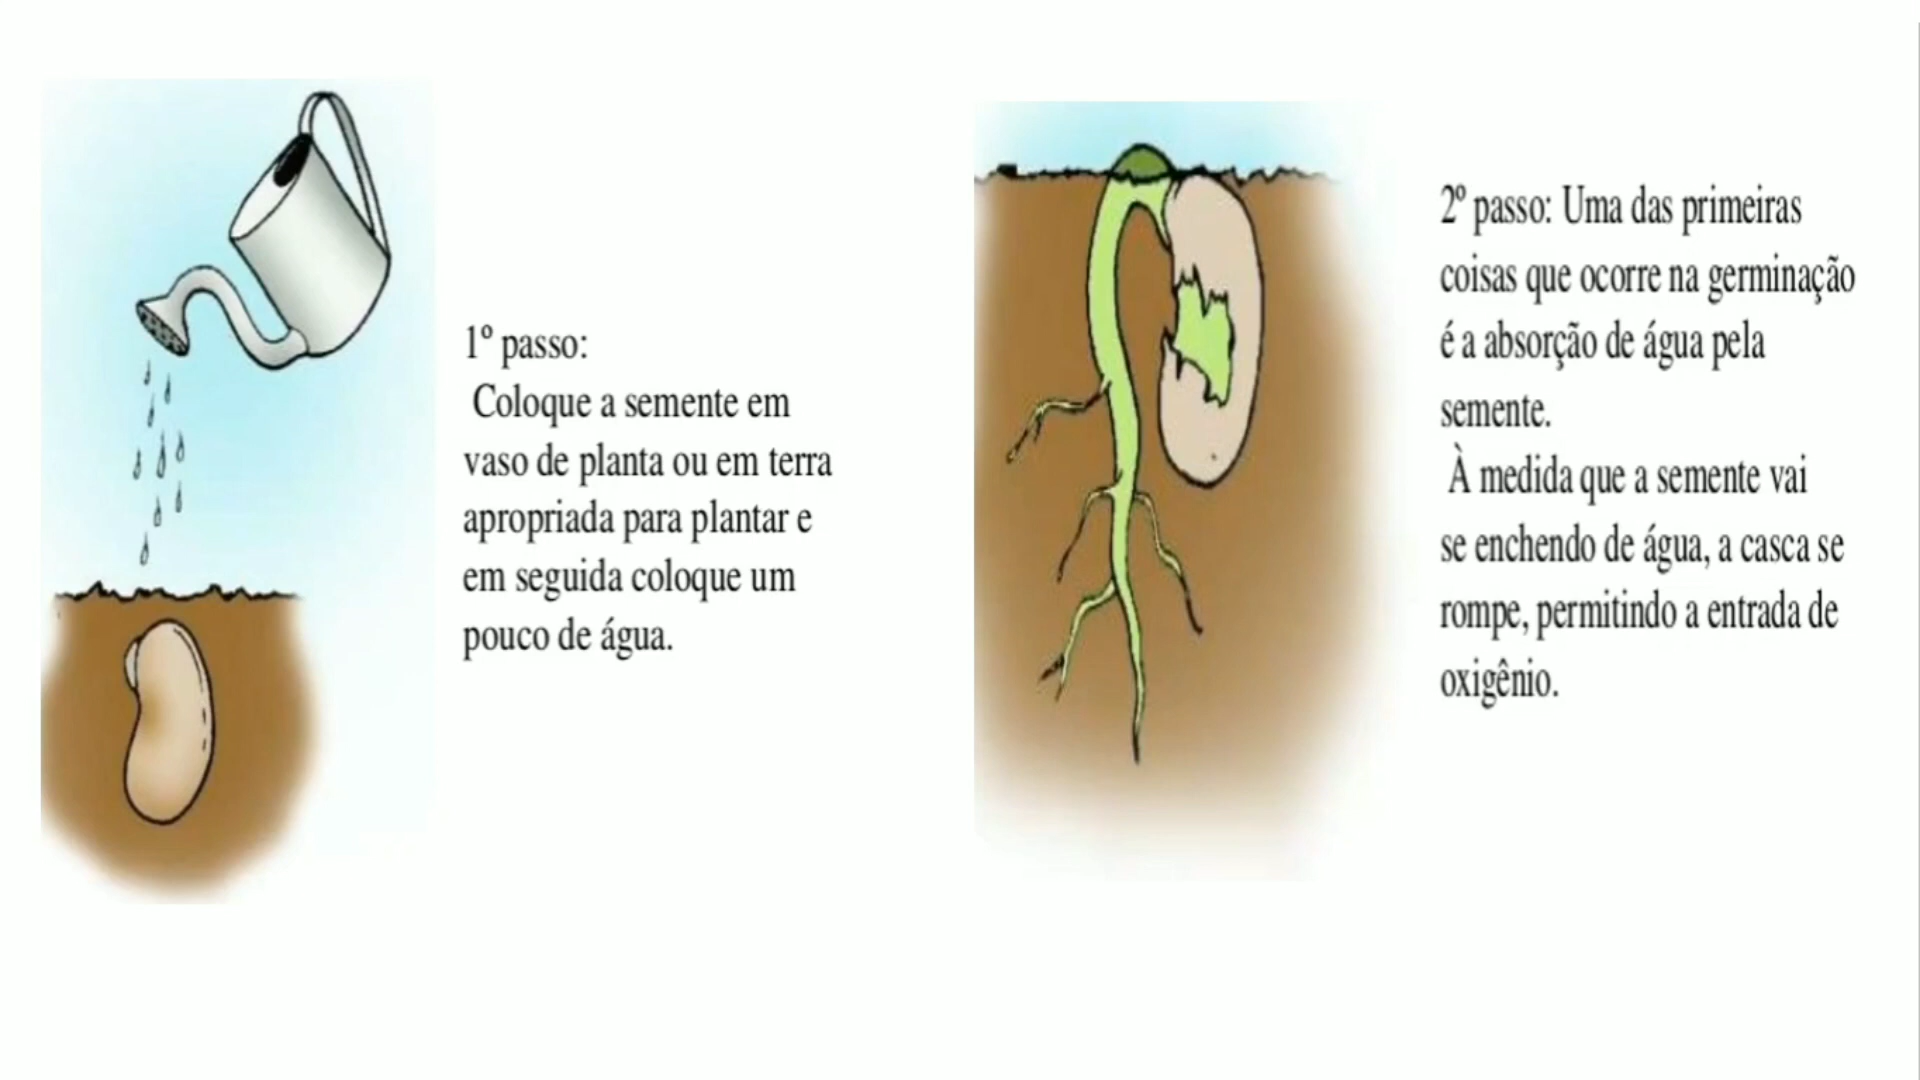 1º passo:
Coloque a semente em
vaso de planta ou em terra
apropriada para plantar e
em seguida coloque um
pouco de água.
2º passo: Uma das primeiras
coisas que ocorre na germinação
é a absorção de água pela
semente.
À medida que a semente vai
se enchendo de água, a casca se
rompe, permitindo a entrada de
oxigênio.